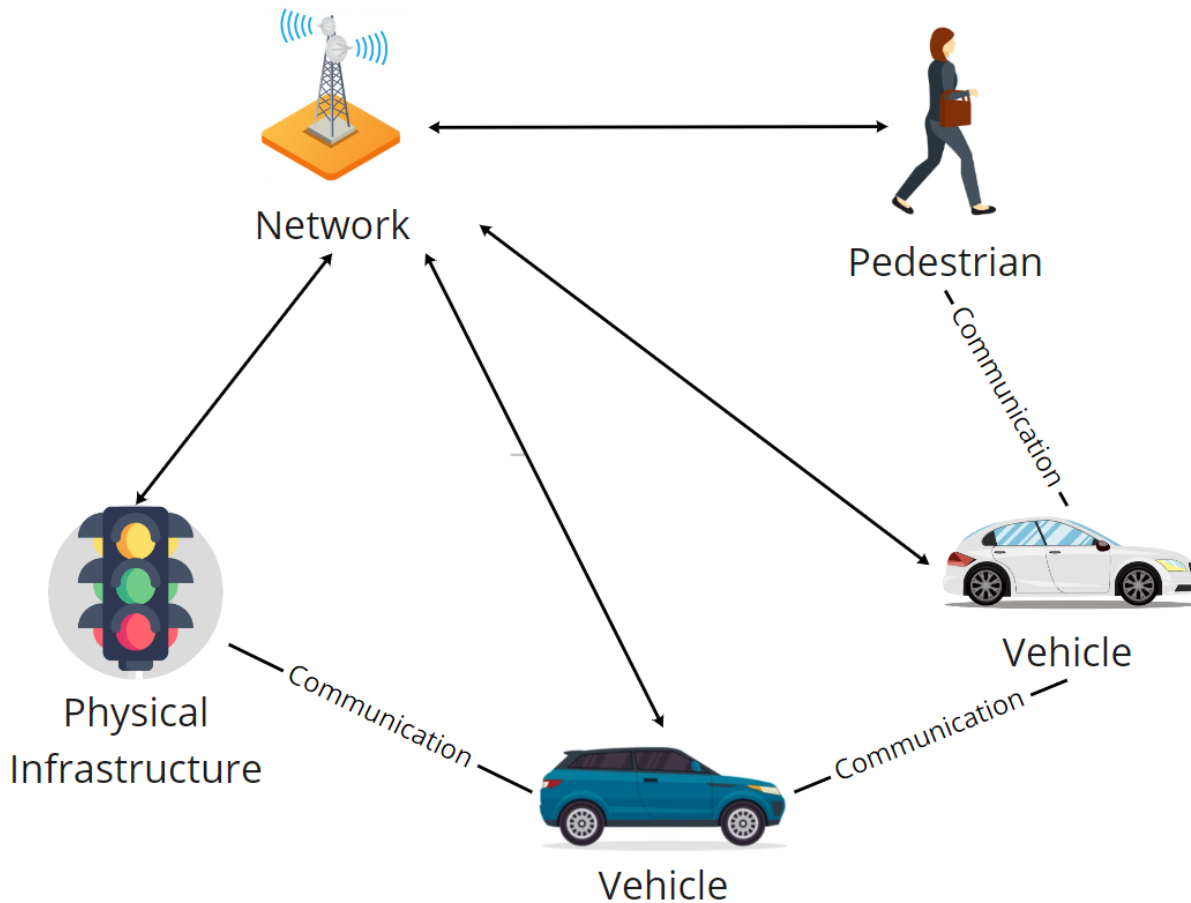 Network
Pedestrian
Communication
Vehicle
Physical
Infrastructure
Communication
Communication
Vehicle